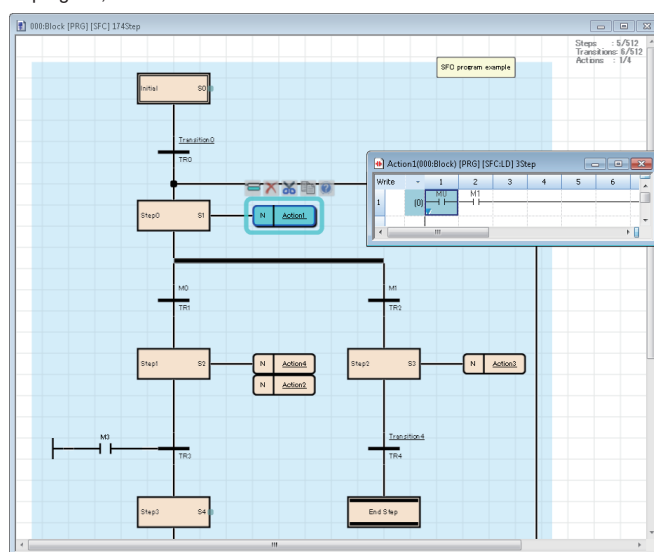 000:Block [PRG] [SFC] 174Step
Steps : 5/512
Transitions: 6/512
Actions : 1/4
SFC program example
Initial S0
Transition0
TR0
Action1(000:Block) [PRG] [SFC:LD] 3Step
Write - 1 2 3 4 5 6
M0 M1
1 (0)
Step0 S1
N Action1
M0
TR1
M1
TR2
Step1 S2
N Action4
N Action2
Step2 S3
N Action3
M3
TR3
Transition4
TR4
Step3 S4
End Step